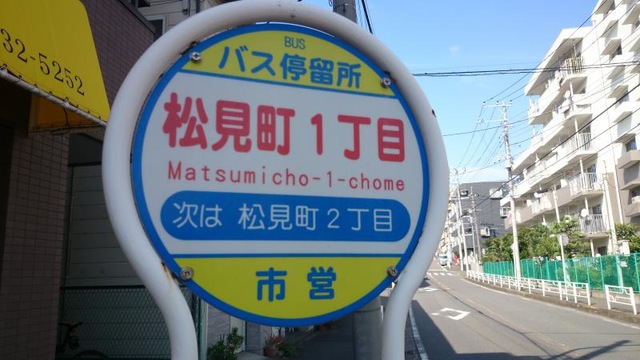 32-5252
BUS
バス停留所
松見町1丁目
Matsumicho-1-chome
次は 松見町2丁目
市営